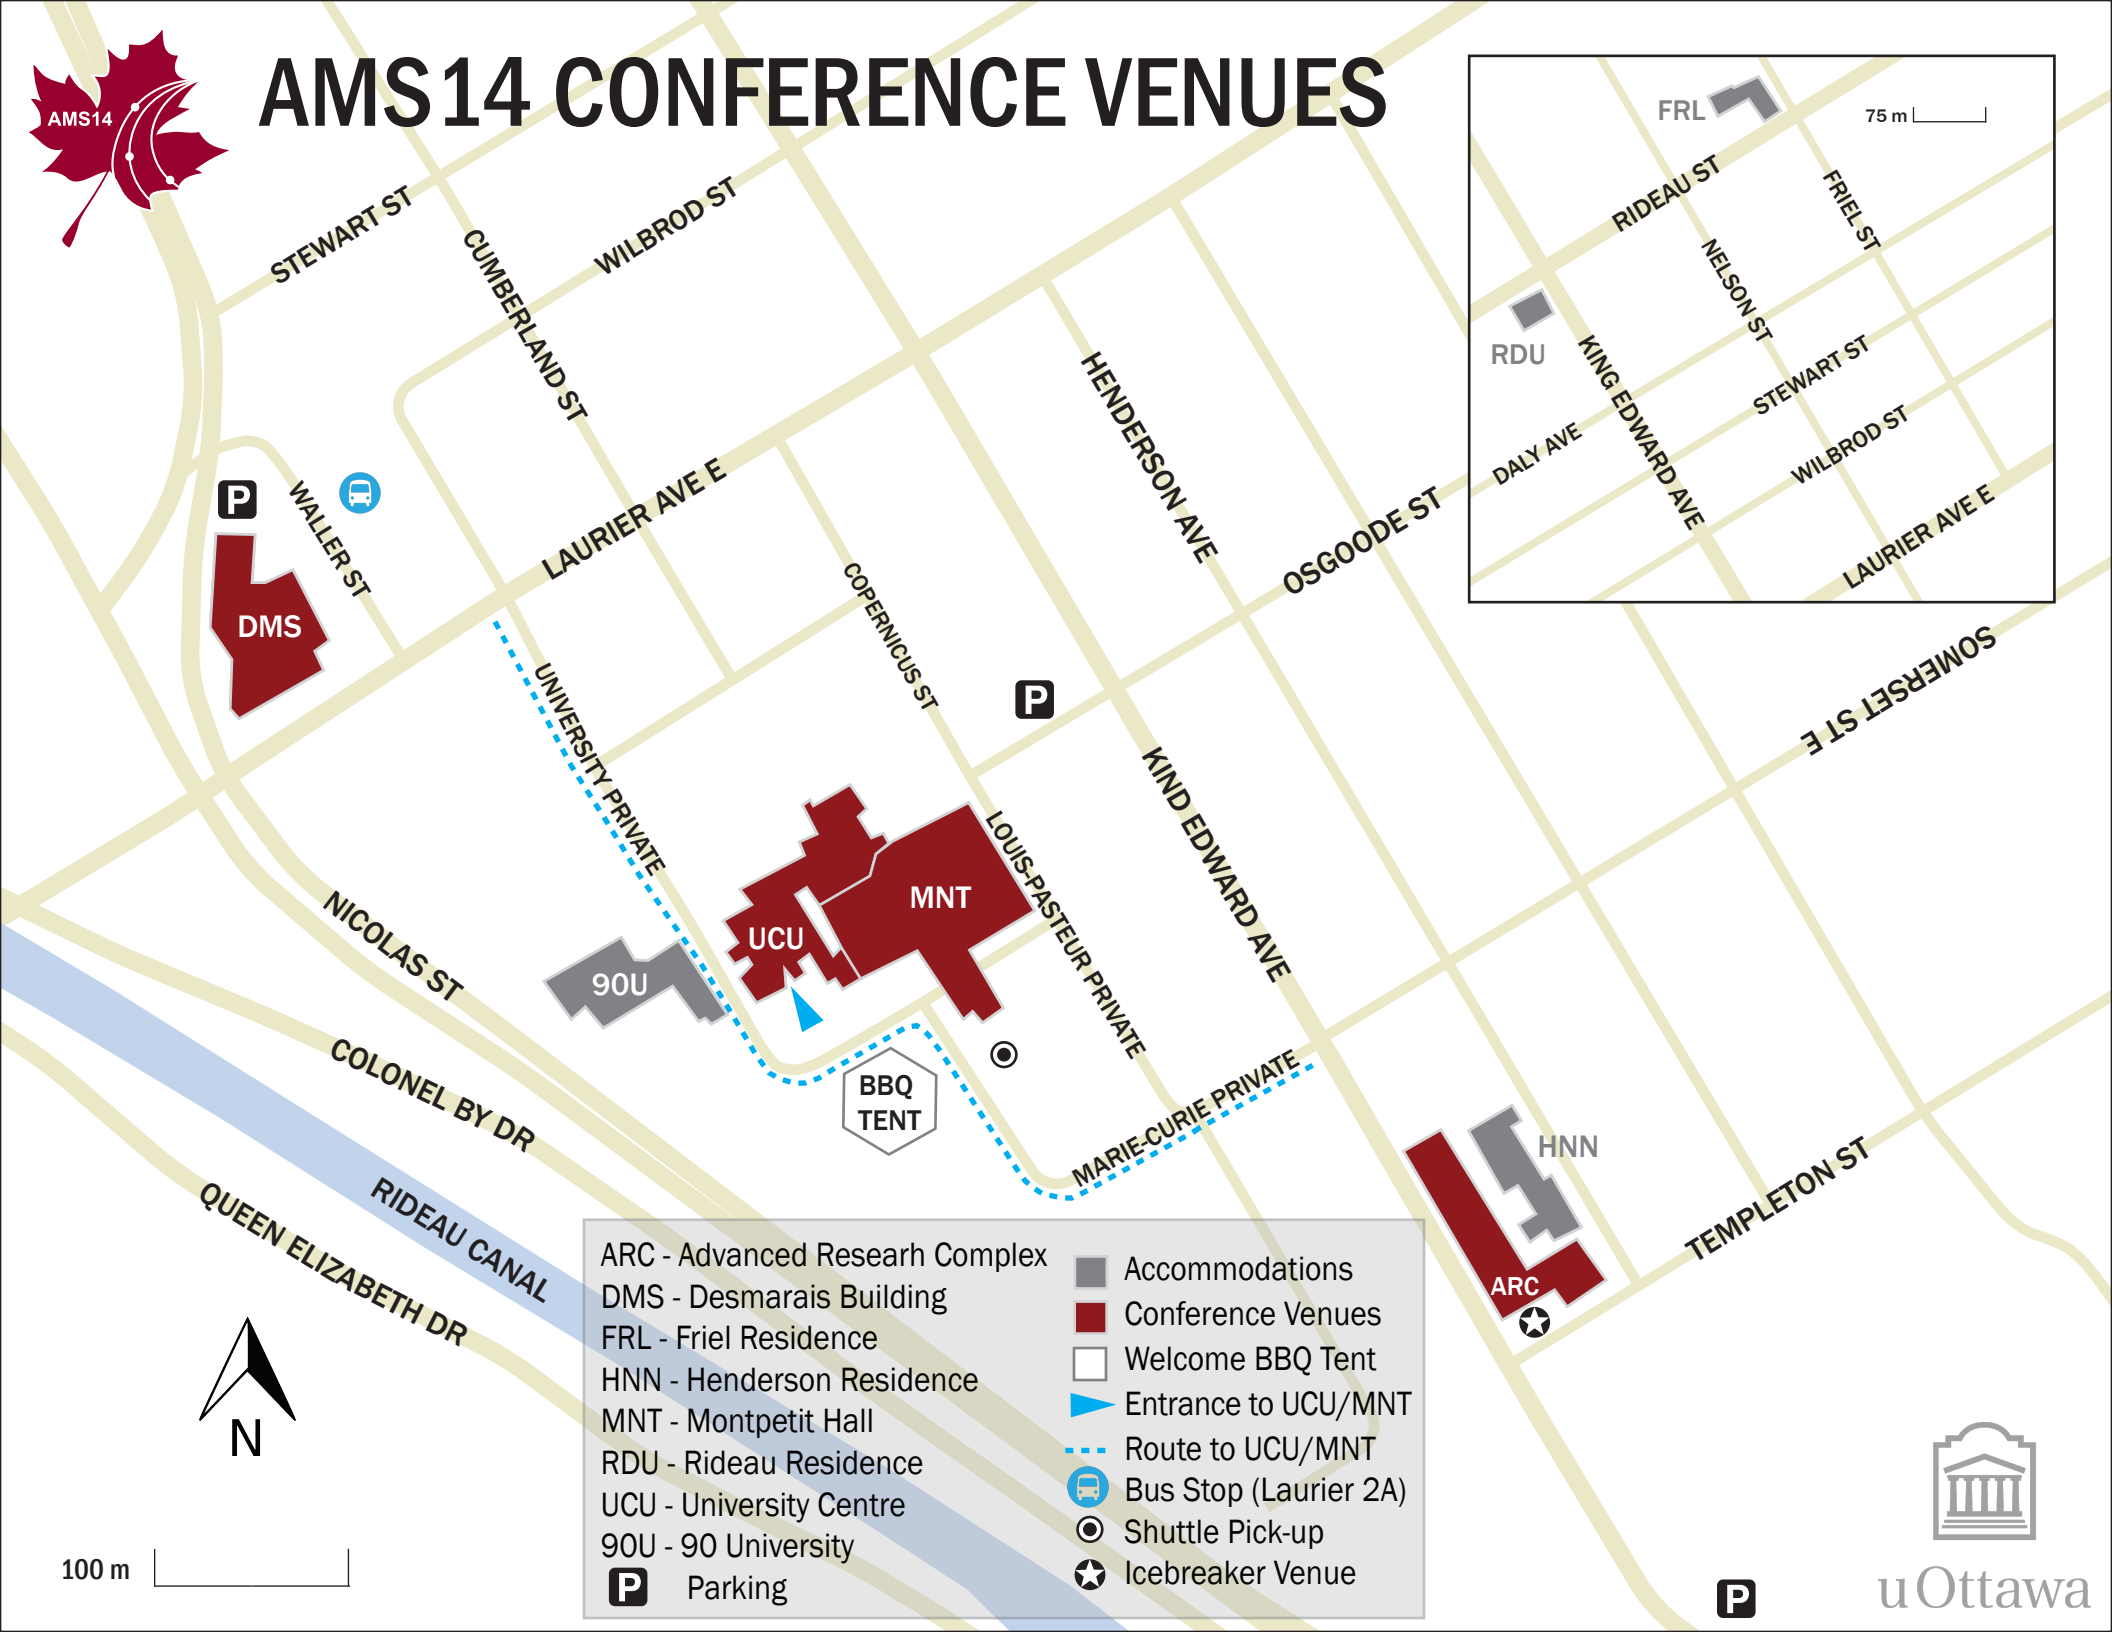 AMS14
AMS14 CONFERENCE VENUES
FRL
75 m
RIDEAU ST
FRIEL ST
NELSON ST
RDU
KING EDWARD AVE
STEWART ST
DALY AVE
WILBROD ST
LAURIER AVE E
STEWART ST
WILBROD ST
CUMBERLAND ST
HENDERSON AVE
LAURIER AVE E
P
WALLER ST
OSGOODE ST
DMS
COPERNICUS ST
SOMERSET ST E
P
UNIVERSITY PRIVATE
KIND EDWARD AVE
LOUIS-PASTEUR PRIVATE
MNT
UCU
90U
NICOLAS ST
COLONEL BY DR
BBQ
TENT
MARIE-CURIE PRIVATE
HNN
TEMPLETON ST
RIDEAU CANAL
QUEEN ELIZABETH DR
ARC
N
100 m
ARC - Advanced Researh Complex
DMS - Desmarais Building
FRL - Friel Residence
HNN - Henderson Residence
MNT - Montpetit Hall
RDU - Rideau Residence
UCU - University Centre
90U - 90 University
P Parking
Accommodations
Conference Venues
Welcome BBQ Tent
Entrance to UCU/MNT
Route to UCU/MNT
Bus Stop (Laurier 2A)
Shuttle Pick-up
Icebreaker Venue
P
uOttawa